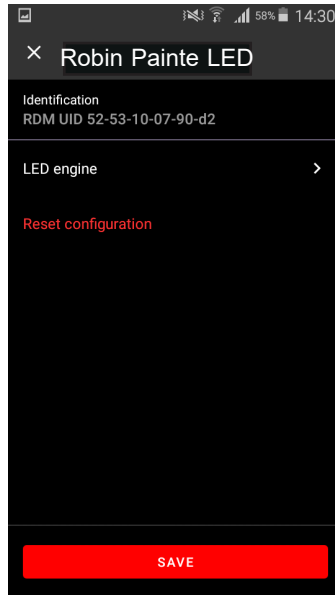 58% 14:30
Robin Painte LED
Identification
RDM UID 52-53-10-07-90-d2
LED engine
Reset configuration
SAVE